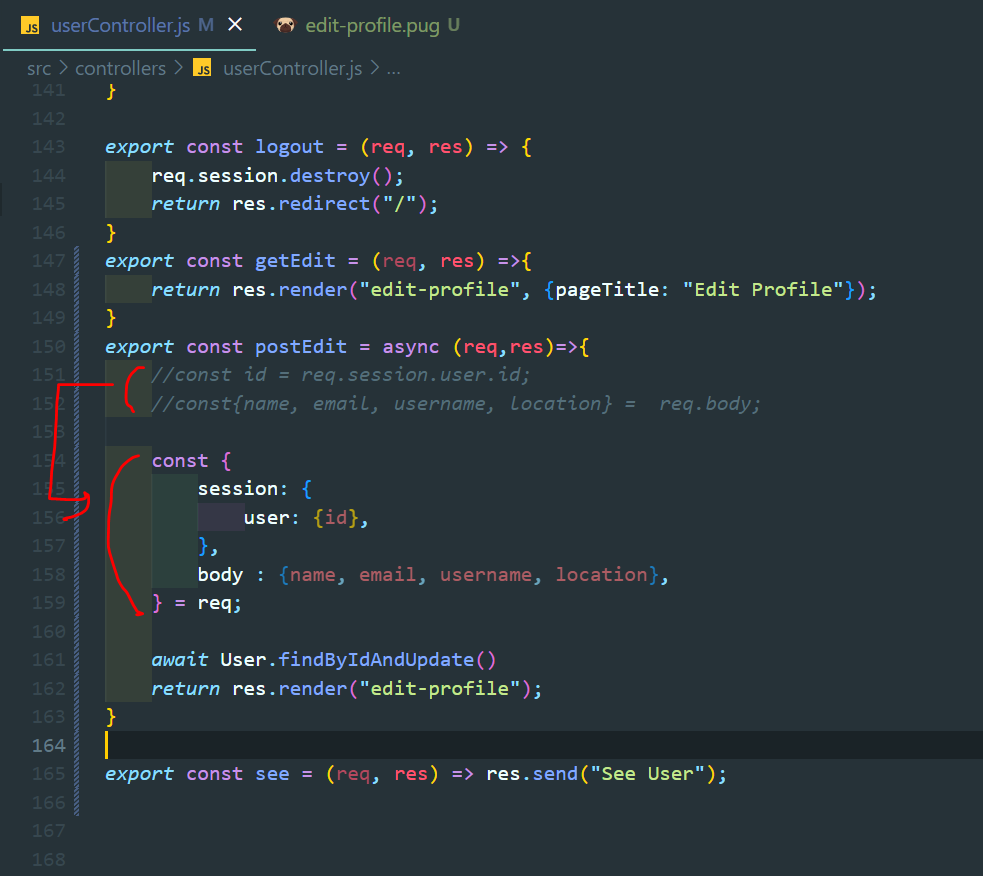 JS userController.js M ×
edit-profile.pug U
src > controllers > JS userController.js > ...
141 }
142
143 export const logout = (req, res) => {
144 req.session.destroy();
145 return res.redirect("/");
146 }
147 export const getEdit = (req, res) =>{
148 return res.render("edit-profile", {pageTitle: "Edit Profile"});
149 }
150 export const postEdit = async (req,res)=>{
151 //const id = req.session.user.id;
152 //const{name, email, username, location} =  req.body;
153
154 const {
155 session: {
156 user: {id},
157 },
158 body : {name, email, username, location},
159 } = req;
160
161 await User.findByIdAndUpdate()
162 return res.render("edit-profile");
163 }
164
165 export const see = (req, res) => res.send("See User");
166
167
168